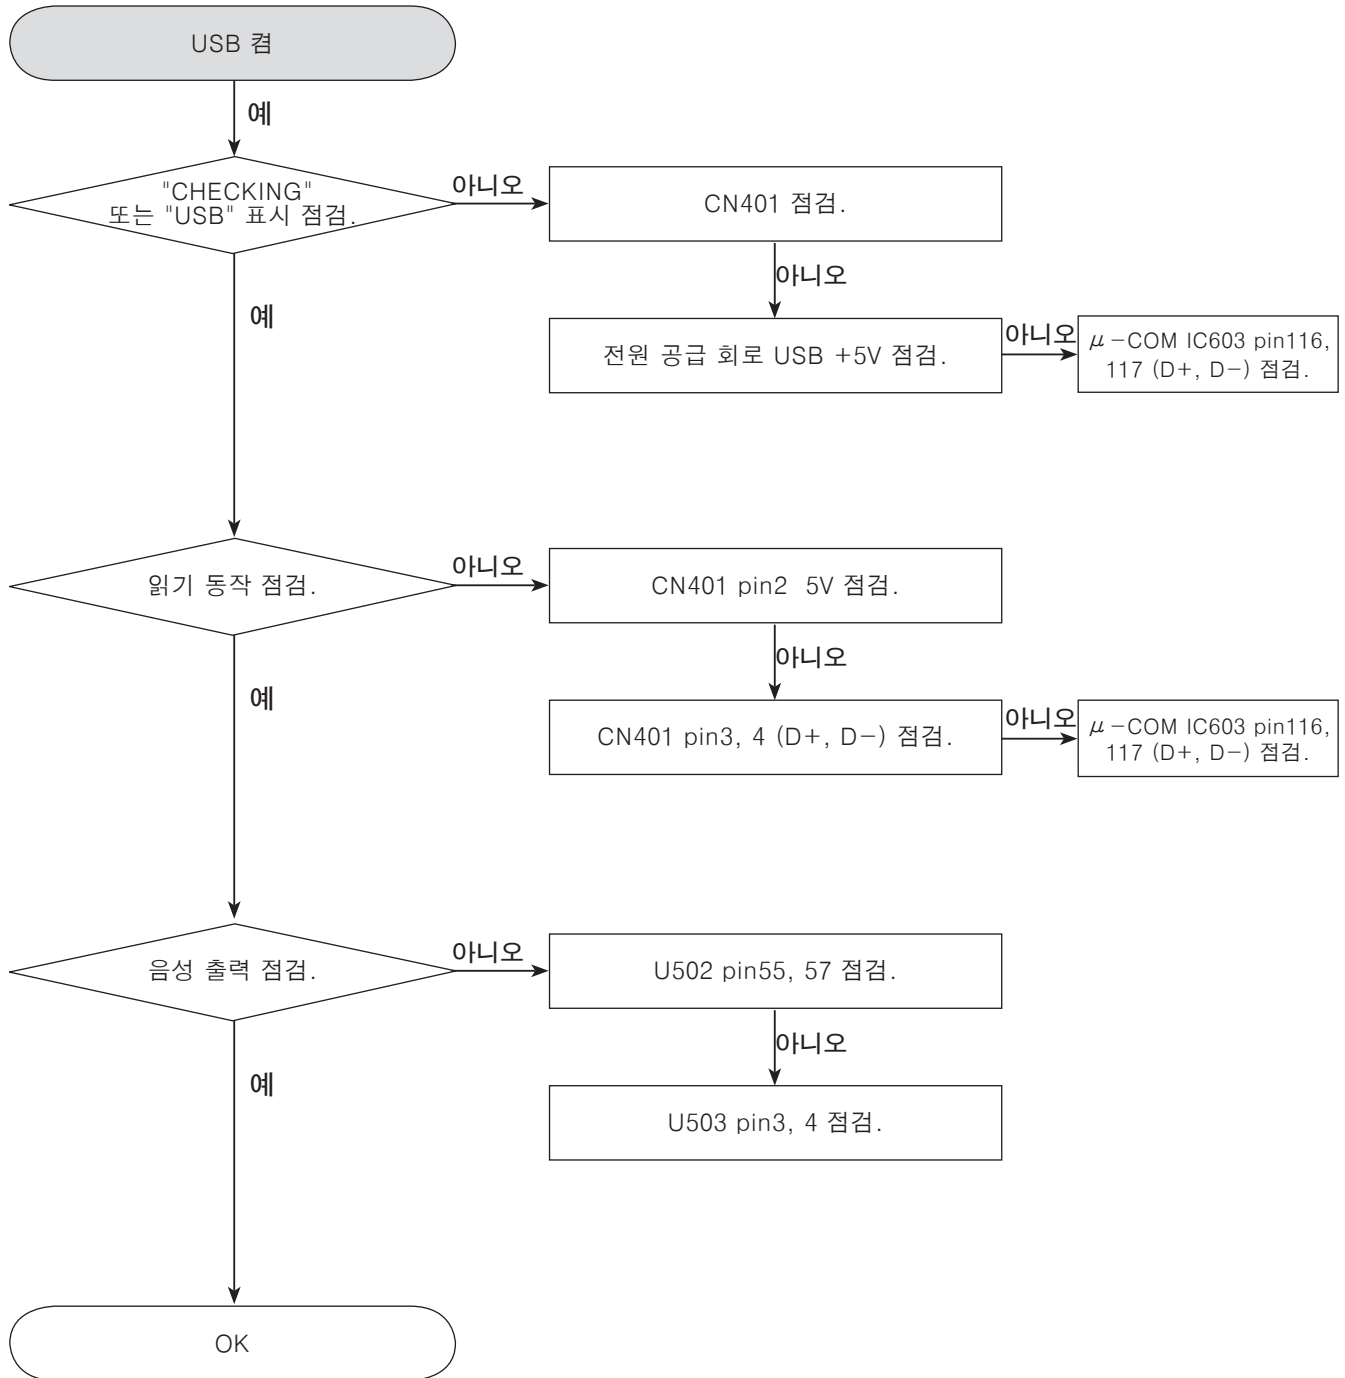 USB 켬
예
"CHECKING"
또는 "USB" 표시 점검.
아니오
CN401 점검.
아니오
예
전원 공급 회로 USB +5V 점검.
아니오
μ-COM IC603 pin116,
117 (D+, D-) 점검.
읽기 동작 점검.
아니오
CN401 pin2  5V 점검.
아니오
예
CN401 pin3, 4 (D+, D-) 점검.
아니오
μ-COM IC603 pin116,
117 (D+, D-) 점검.
음성 출력 점검.
아니오
U502 pin55, 57 점검.
아니오
예
U503 pin3, 4 점검.
OK